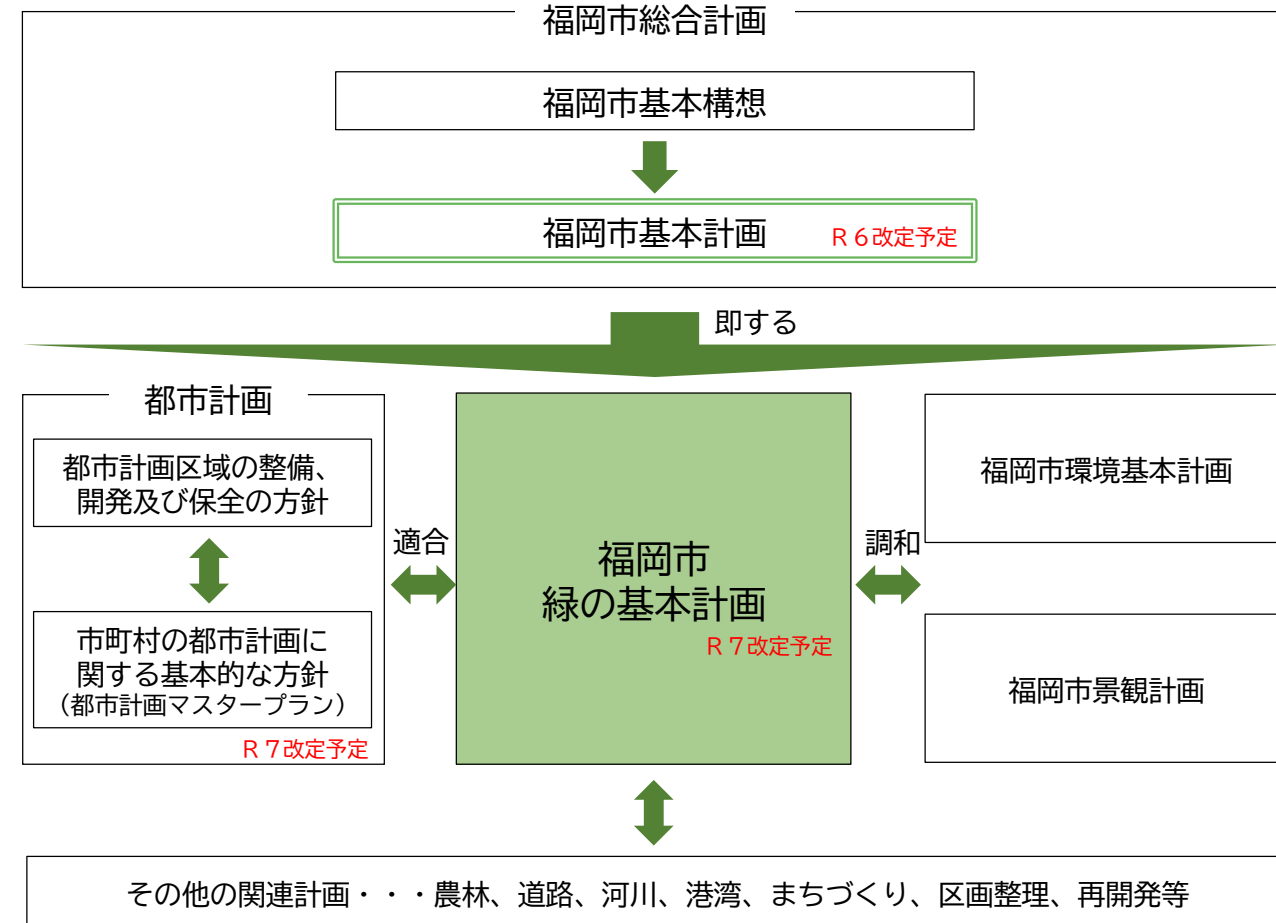 福岡市総合計画
福岡市基本構想
福岡市基本計画 R６改定予定
即する
都市計画
都市計画区域の整備、
開発及び保全の方針
市町村の都市計画に
関する基本的な方針
（都市計画マスタープラン）
R７改定予定
適合
福岡市
緑の基本計画
R７改定予定
調和
福岡市環境基本計画
福岡市景観計画
その他の関連計画・・・農林、道路、河川、港湾、まちづくり、区画整理、再開発等